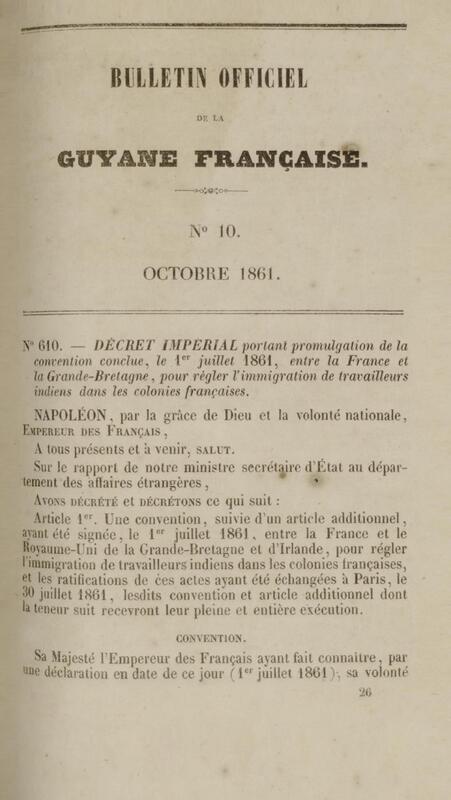 BULLETIN OFFICIEL
DE LA
GUYANE FRANÇAISE.
No 10.
OCTOBRE 1861.
No 610. — DÉCRET IMPERIAL portant promulgation de la
convention conclue, le 1er juillet 1861, entre la France et
la Grande-Bretagne, pour régler l'immigration de travailleurs
indiens dans les colonies françaises.
NAPOLÉON, par la grâce de Dieu et la volonté nationale,
EMPEREUR DES FRANÇAIS,
A tous présents et à venir, SALUT.
Sur le rapport de notre ministre secrétaire d'État au dépar-
tement des affaires étrangères,
AVONS DÉCRÉTÉ et DÉCRÉTONS ce qui suit :
Article 1er. Une convention, suivie d'un article additionnel,
ayant été signée, le 1er juillet 1861, entre la France et le
Royaume-Uni de la Grande-Bretagne et d'Irlande, pour régler
l'immigration de travailleurs indiens dans les colonies françaises,
et les ratifications de ces actes ayant été échangées à Paris, le
30 juillet 1861, lesdits convention et article additionnel dont
la teneur suit recevront leur pleine et entière exécution.
CONVENTION.
Sa Majesté l'Empereur des Français ayant fait connaître, par
une déclaration en date de ce jour (1er juillet 1861), sa volonté
26